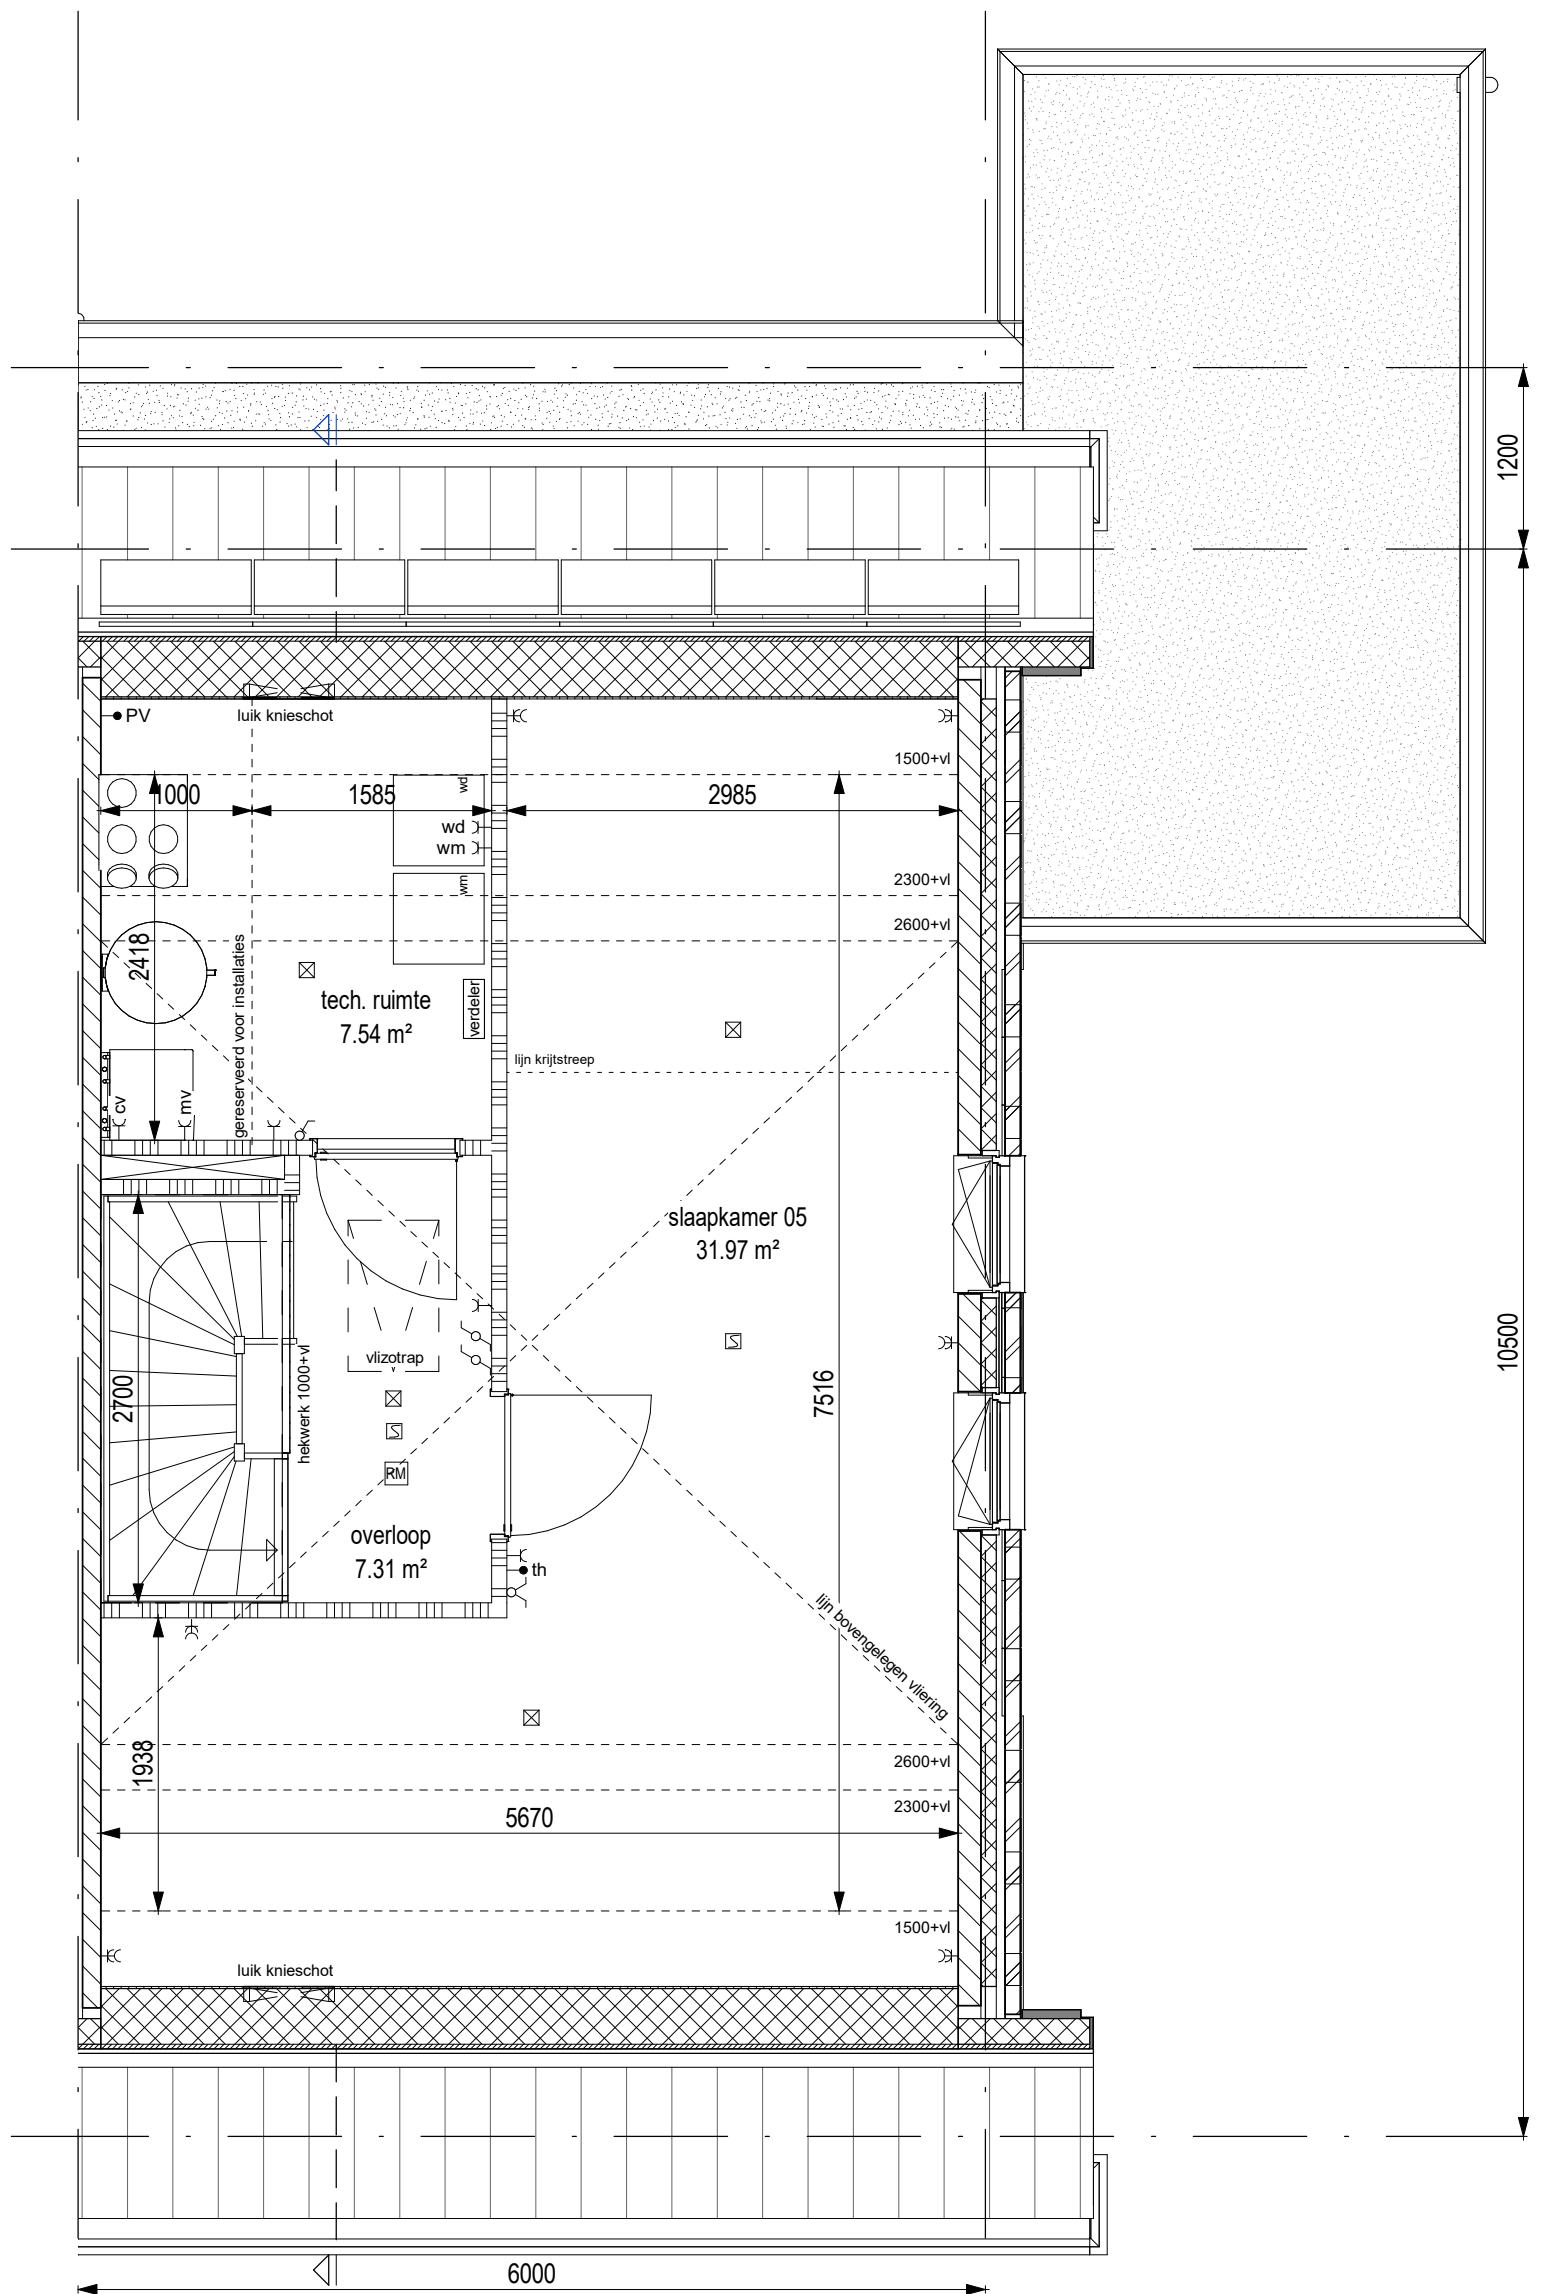 1200
PV
luik knieschot
1500+vl
1000
1585
2985
wd
wd
wm
wm
2300+vl
2600+vl
2418
gereserveerd voor installaties
tech. ruimte
7.54 m²
verdeler
lijn krijtstreep
cv
mv
slaapkamer 05
31.97 m²
vlizotrap
hekwerk 1000+vl
2700
7516
10500
RM
overloop
7.31 m²
th
lijn bovengelegen vliering
1938
2600+vl
2300+vl
5670
1500+vl
luik knieschot
6000